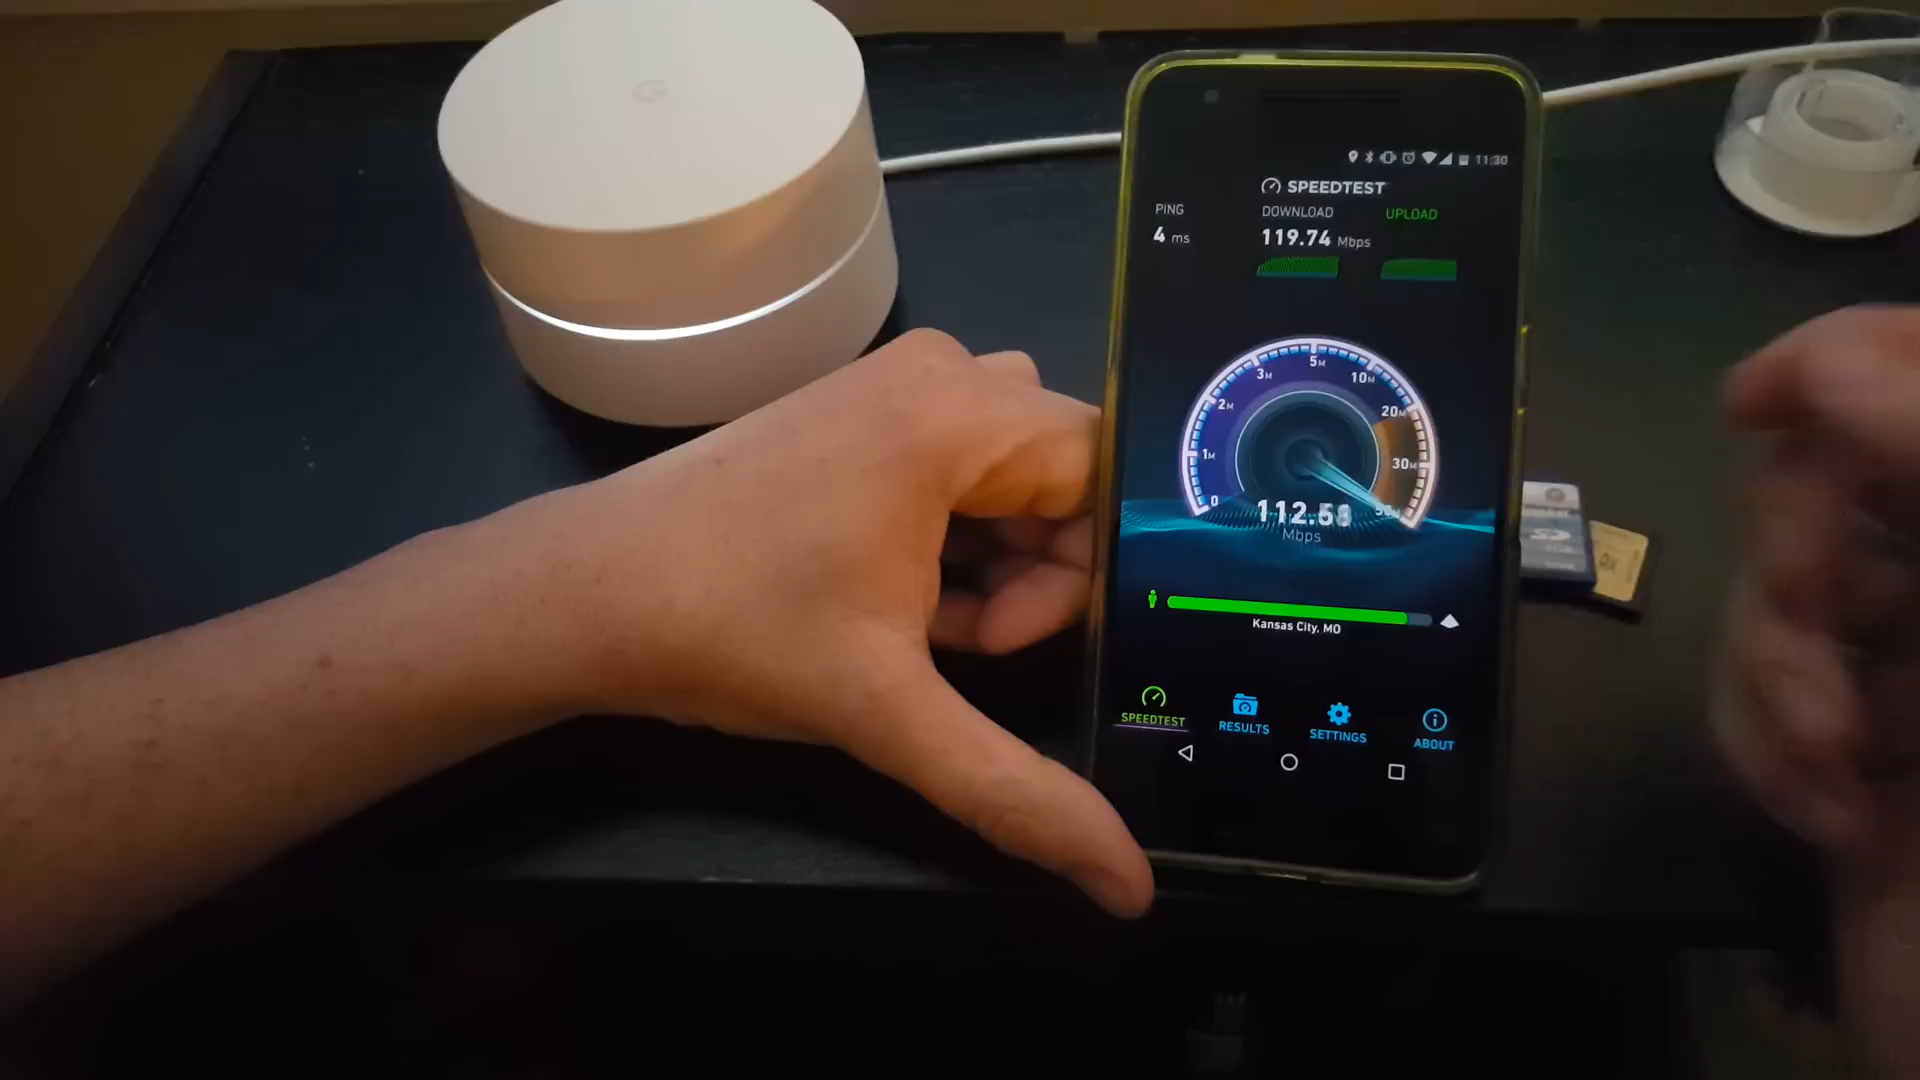 11:30
SPEEDTEST
PING
DOWNLOAD
UPLOAD
4 ms
119.74 Mbps
5M
3M
10M
2M
20M
1M
30M
0
112.58
Mbps
Kansas City, MO
SPEEDTEST
RESULTS
SETTINGS
ABOUT
G